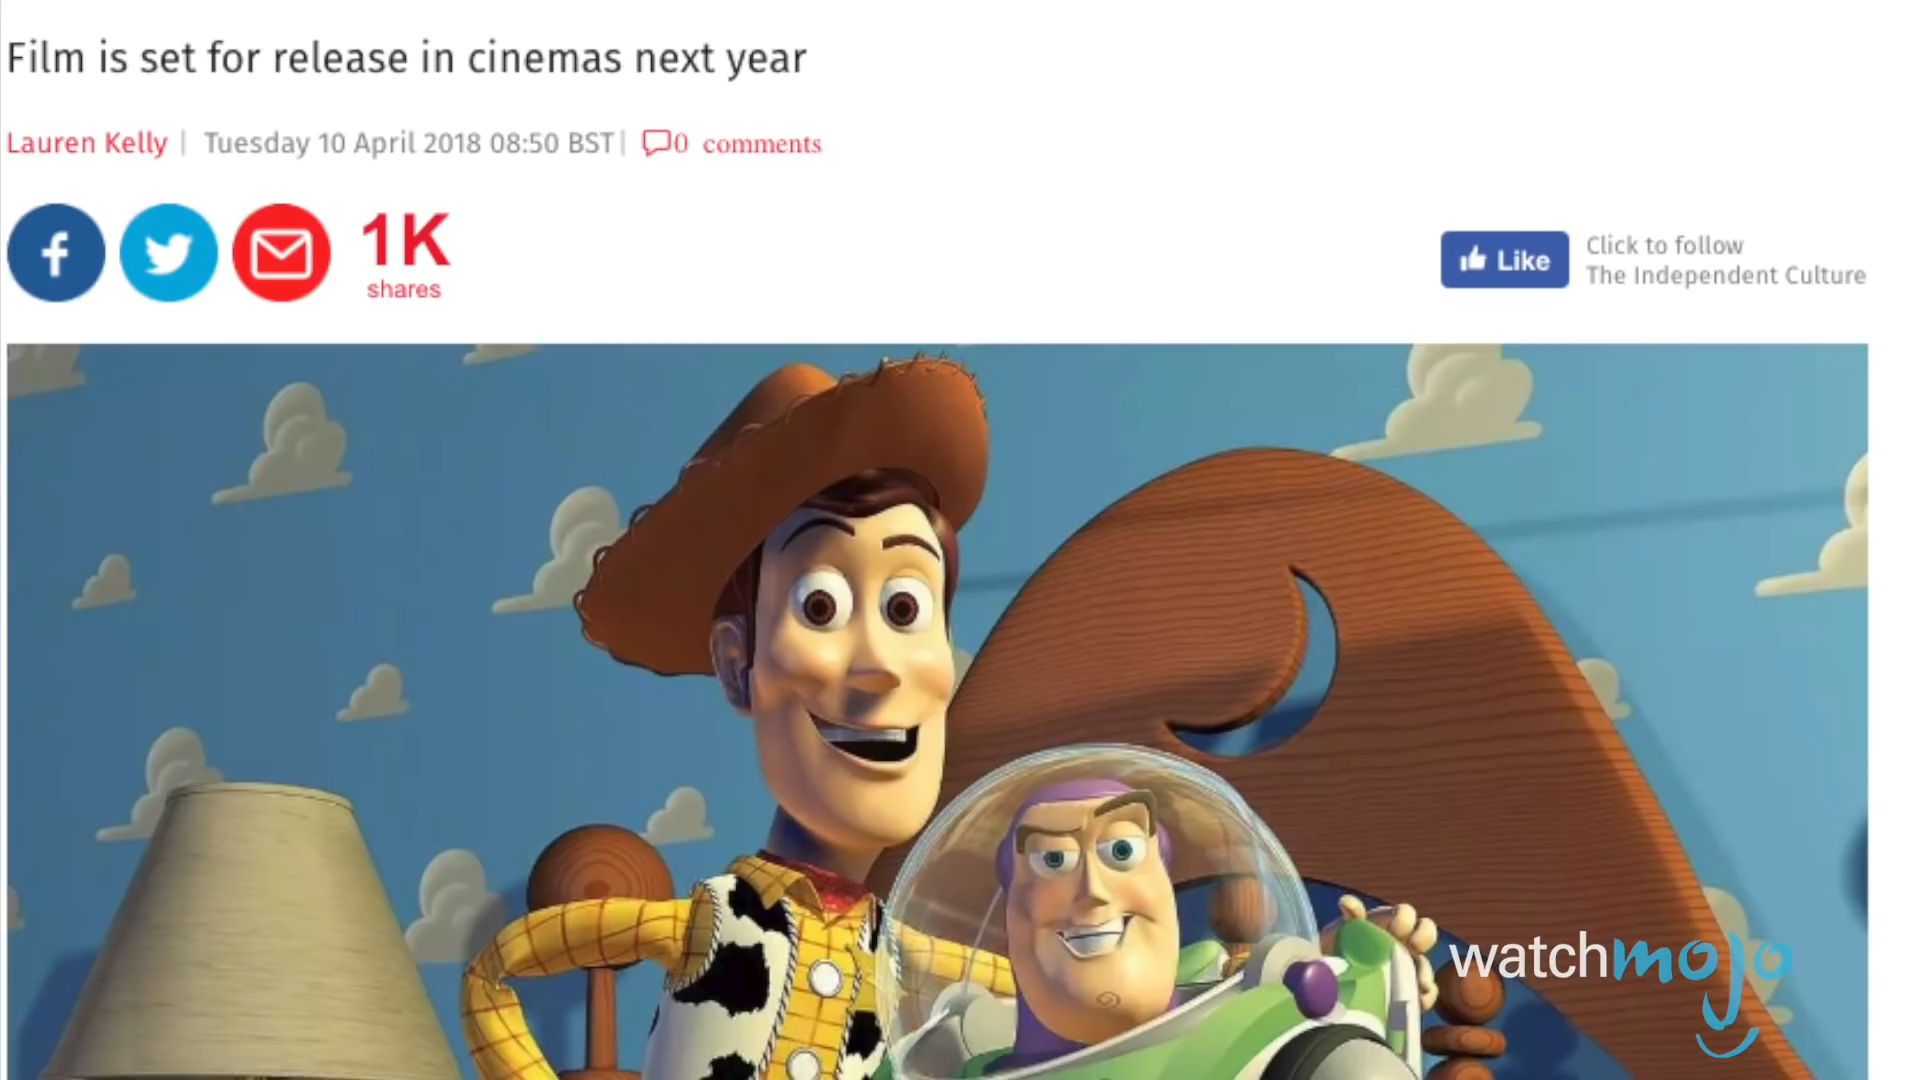 Film is set for release in cinemas next year
Lauren Kelly | Tuesday 10 April 2018 08:50 BST | 0 comments
1K
shares
Like
Click to follow
The Independent Culture
watchmojo